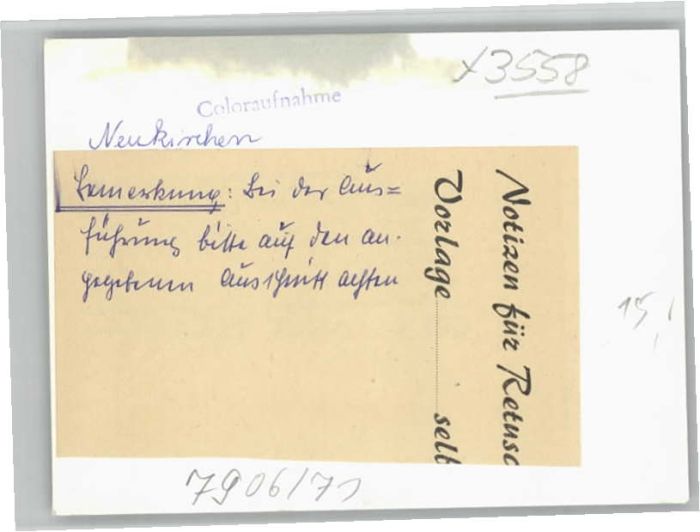 x3558
Coloraufnahme
Neukirchen
Bemerkung: Bei der Aus=
führung bitte auf den an-
gegebenen Ausschnitt achten
Notizen für Retusc
Vorlage selb
15,
7906/71